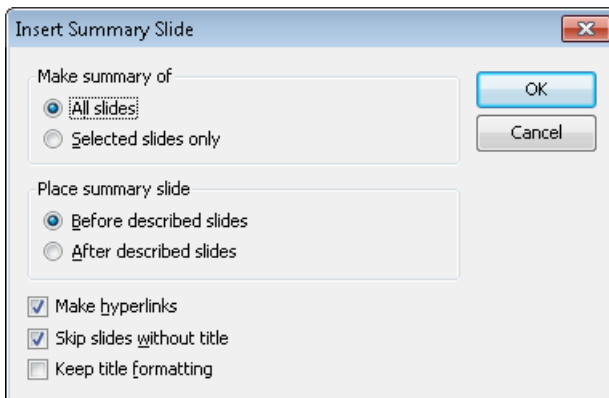 Insert Summary Slide
Make summary of
All slides
Selected slides only
OK
Cancel
Place summary slide
Before described slides
After described slides
Make hyperlinks
Skip slides without title
Keep title formatting